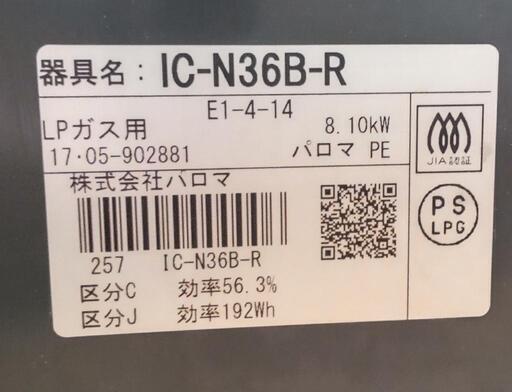 器具名: IC-N36B-R
E1-4-14
LPガス用 8.10kW
17・05-902881 パロマ PE
株式会社パロマ
257 IC-N36B-R
区分C 効率56.3%
区分J 効率192Wh
JIA認証
PS
LPG